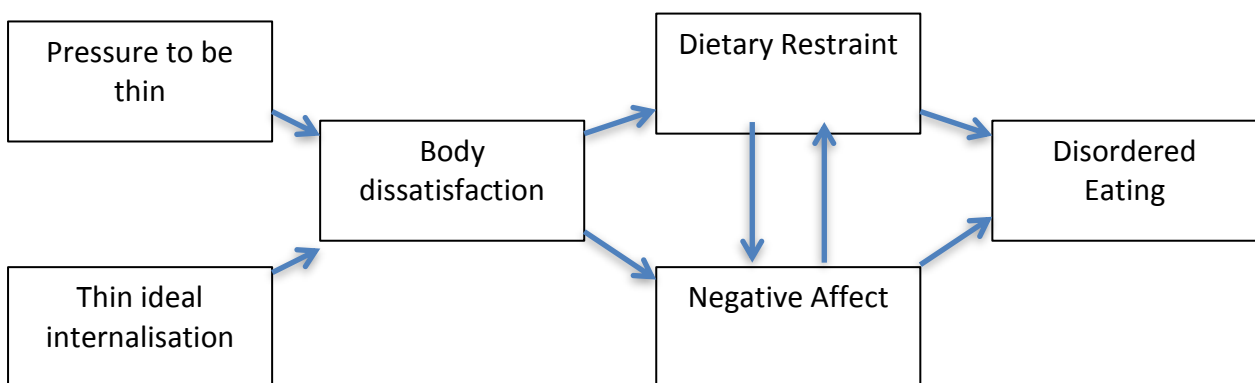 Pressure to be
thin
Dietary Restraint
Body
dissatisfaction
Disordered
Eating
Thin ideal
internalisation
Negative Affect